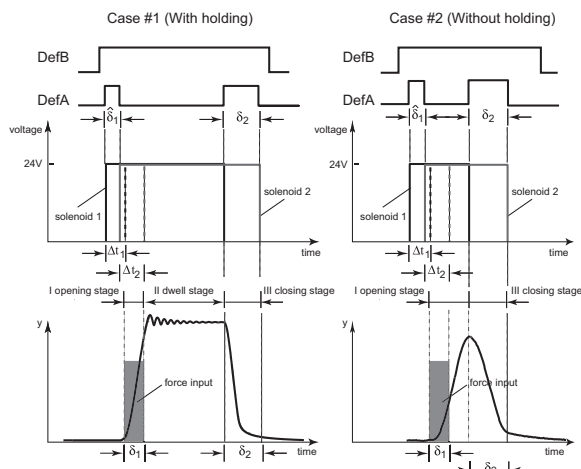 Case #1 (With holding)
Case #2 (Without holding)
DefB
DefA
δ̂1
δ2
voltage
24V
solenoid 1
solenoid 2
time
Δt1
Δt2
I opening stage
II dwell stage
III closing stage
y
force input
δ1
δ2
time
DefB
DefA
δ̂1
δ2
voltage
24V
solenoid 1
solenoid 2
time
Δt1
Δt2
I opening stage
III closing stage
y
force input
δ1
time